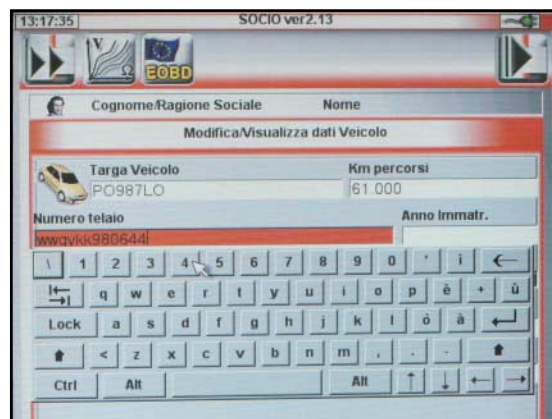 13:17:35 SOCIO ver2.13
V
Ω
EOBD
Cognome/Ragione Sociale Nome
Modifica/Visualizza dati Veicolo
Targa Veicolo Km percorsi
PO987LO 61.000
Numero telaio Anno Immatr.
wwqvkk980644
\ 1 2 3 4 5 6 7 8 9 0 ' ì ←
q w e r t y u i o p è + ù
Lock a s d f g h j k l ò à
< z x c v b n m , . -
Ctrl Alt Alt ↑ ↓ ← →